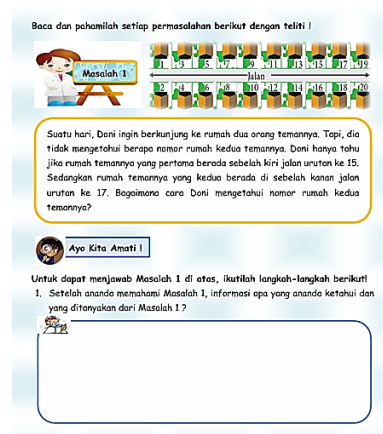 Baca dan pahamilah setiap permasalahan berikut dengan teliti !
Masalah 1
1 3 5 7 9 11 13 15 17 19
Jalan
2 4 6 8 10 12 14 16 18 20
Suatu hari, Doni ingin berkunjung ke rumah dua orang temannya. Tapi, dia
tidak mengetahui berapa nomor rumah kedua temannya. Doni hanya tahu
jika rumah temannya yang pertama berada sebelah kiri jalan urutan ke 15.
Sedangkan rumah temannya yang kedua berada di sebelah kanan jalan
urutan ke 17. Bagaimana cara Doni mengetahui nomor rumah kedua
temannya?
Ayo Kita Amati !
Untuk dapat menjawab Masalah 1 di atas, ikutilah langkah-langkah berikut!
1. Setelah ananda memahami Masalah 1, informasi apa yang ananda ketahui dan
yang ditanyakan dari Masalah 1 ?